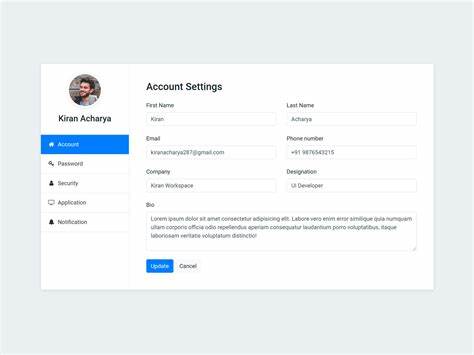 Kiran Acharya
Account
Password
Security
Application
Notification
Account Settings
First Name
Last Name
Kiran
Acharya
Email
Phone number
kiranacharya287@gmail.com
+91 9876543215
Company
Designation
Kiran Workspace
UI Developer
Bio
Lorem ipsum dolor sit amet consectetur adipisicing elit. Labore vero enim error similique quia numquam
ullam corporis officia odio repellendus aperiam consequatur laudantium porro voluptatibus, itaque
laboriosam veritatis voluptatum distinctio!
Update
Cancel